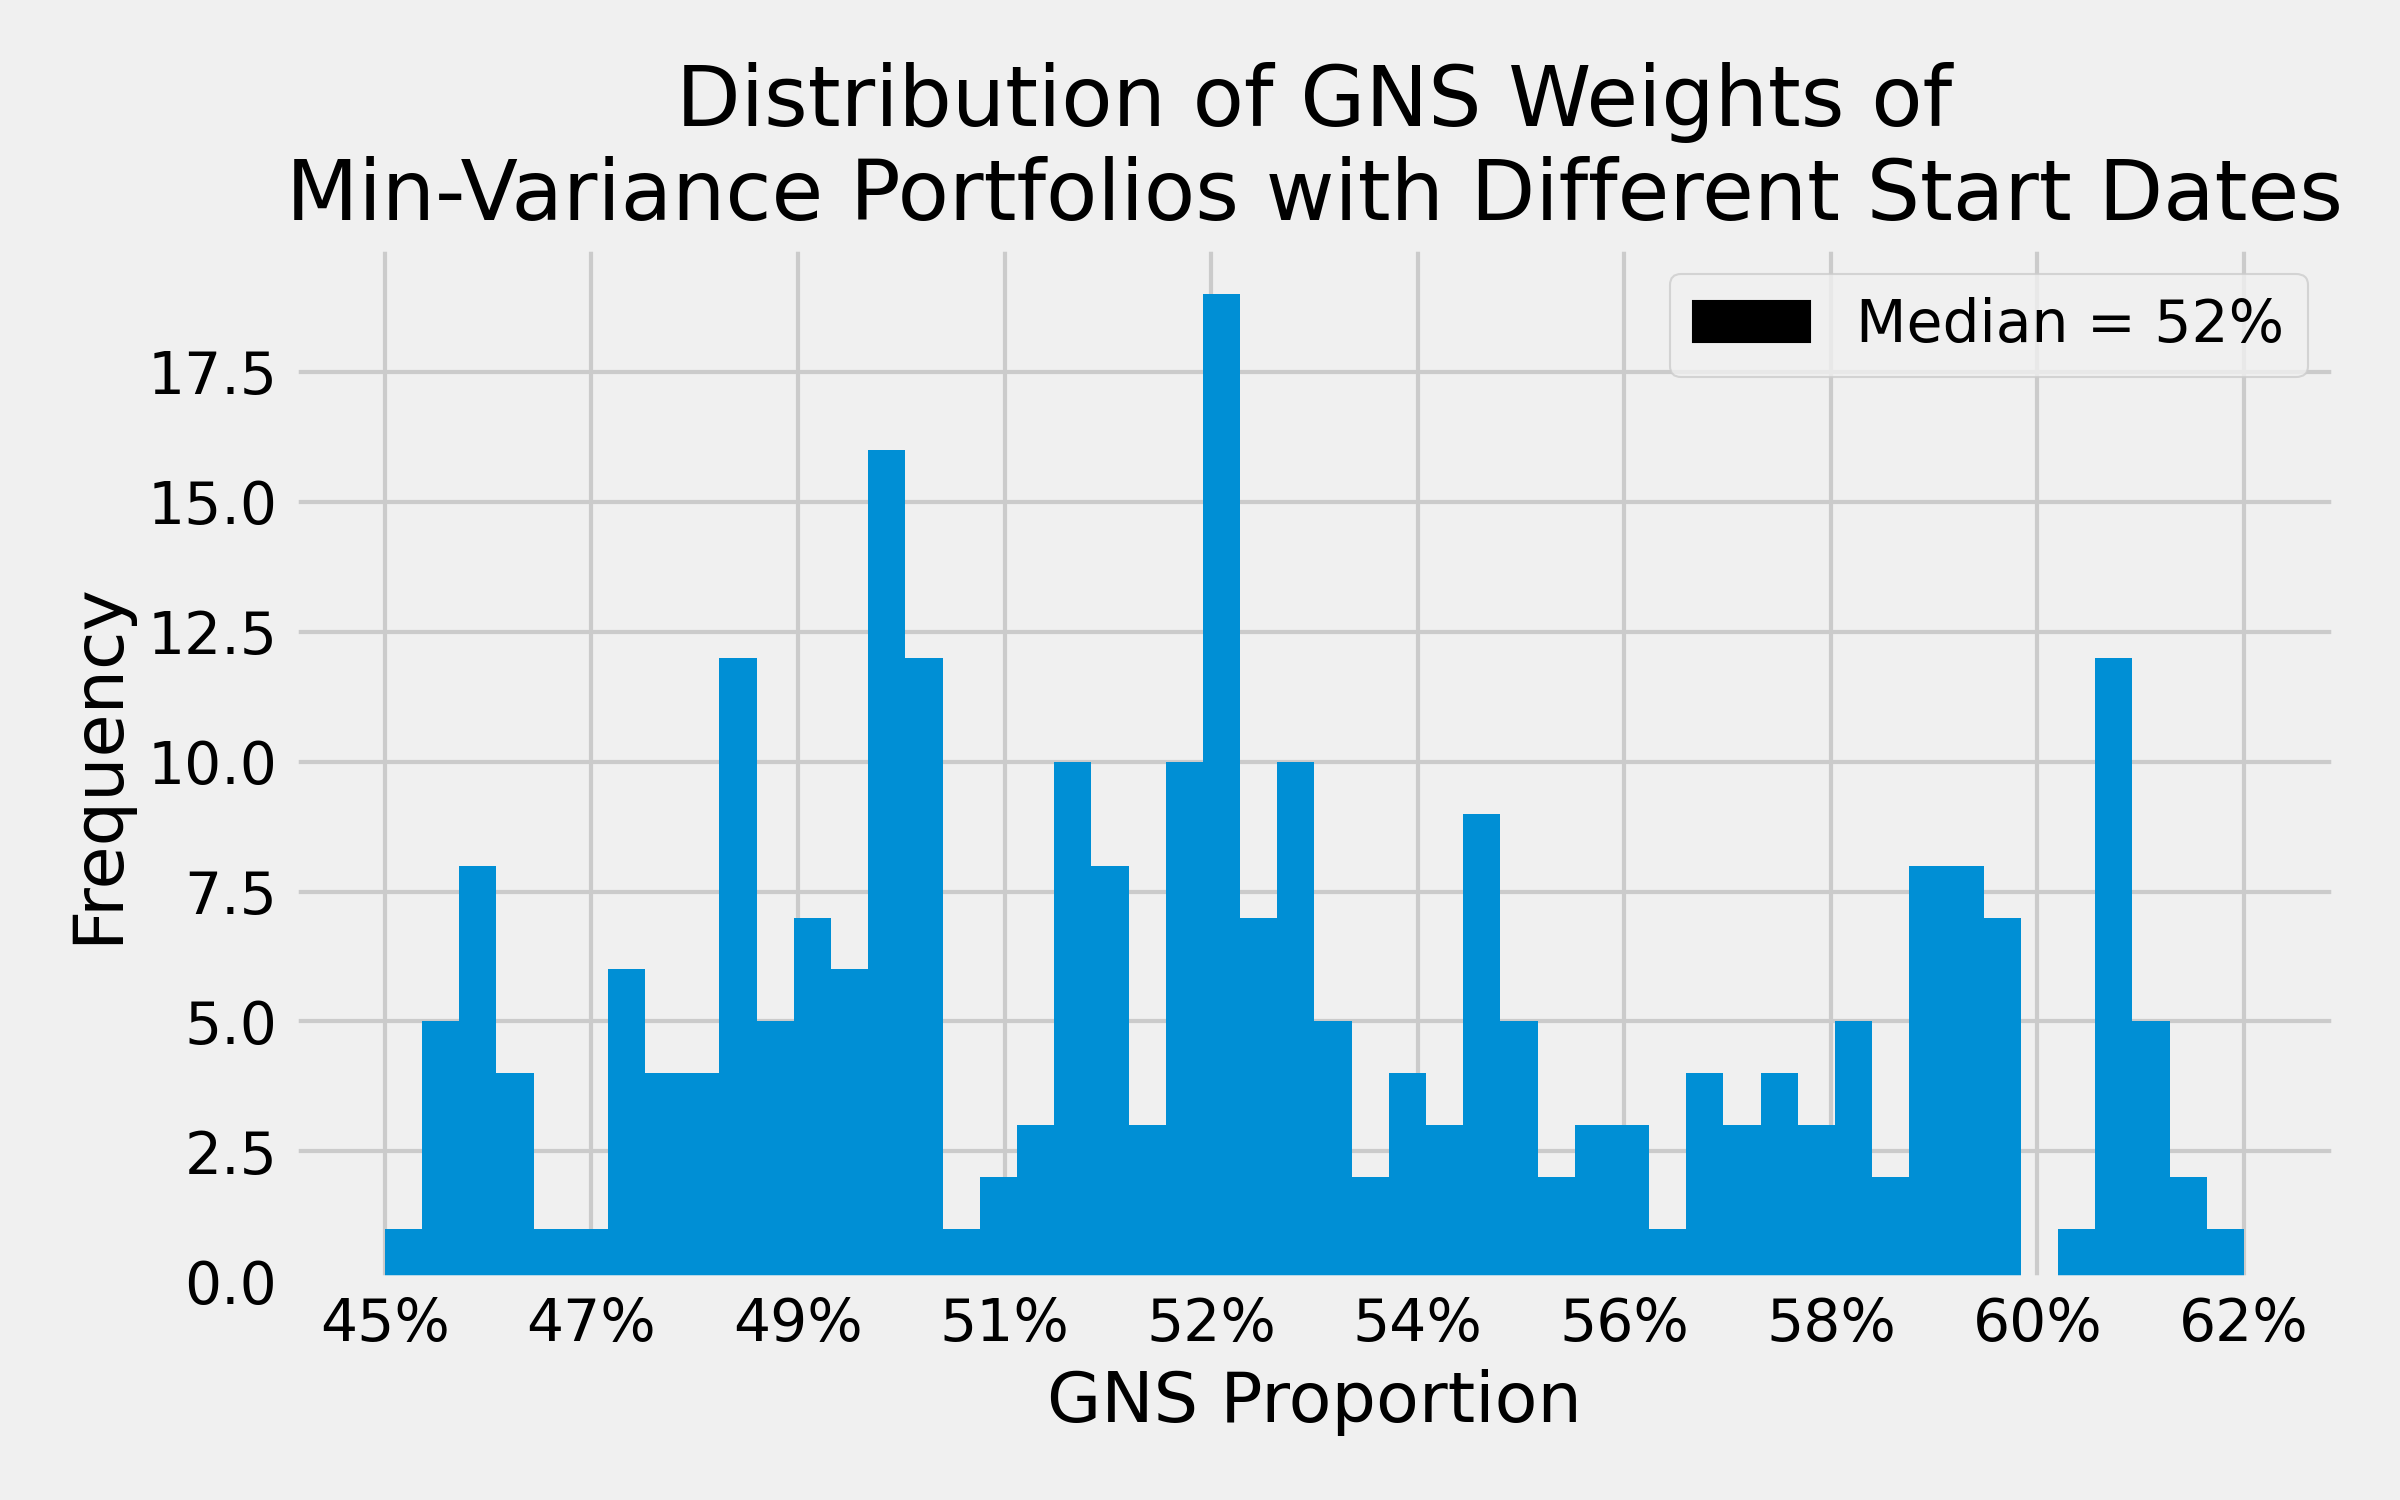 Distribution of GNS Weights of
Min-Variance Portfolios with Different Start Dates
Median = 52%
17.5
15.0
12.5
10.0
7.5
5.0
2.5
0.0
Frequency
45% 47% 49% 51% 52% 54% 56% 58% 60% 62%
GNS Proportion